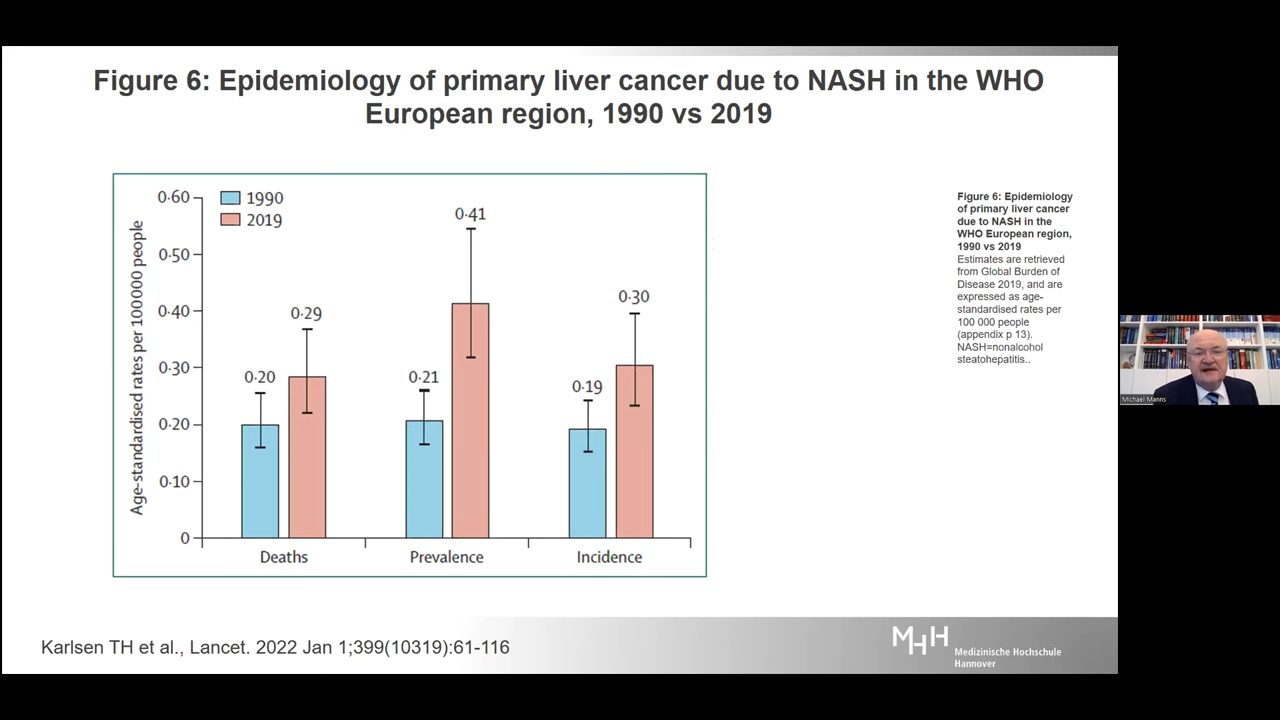 Figure 6: Epidemiology of primary liver cancer due to NASH in the WHO
European region, 1990 vs 2019
0·60
0·50
0·40
0·30
0·20
0·10
0
Age-standardised rates per 100 000 people
1990
2019
0·20
0·29
0·21
0·41
0·19
0·30
Deaths
Prevalence
Incidence
Figure 6: Epidemiology
of primary liver cancer
due to NASH in the
WHO European region,
1990 vs 2019
Estimates are retrieved
from Global Burden of
Disease 2019, and are
expressed as age-
standardised rates per
100 000 people
(appendix p 13).
NASH=nonalcohol
steatohepatitis..
Michael Manns
Karlsen TH et al., Lancet. 2022 Jan 1;399(10319):61-116
MHH
Medizinische Hochschule
Hannover